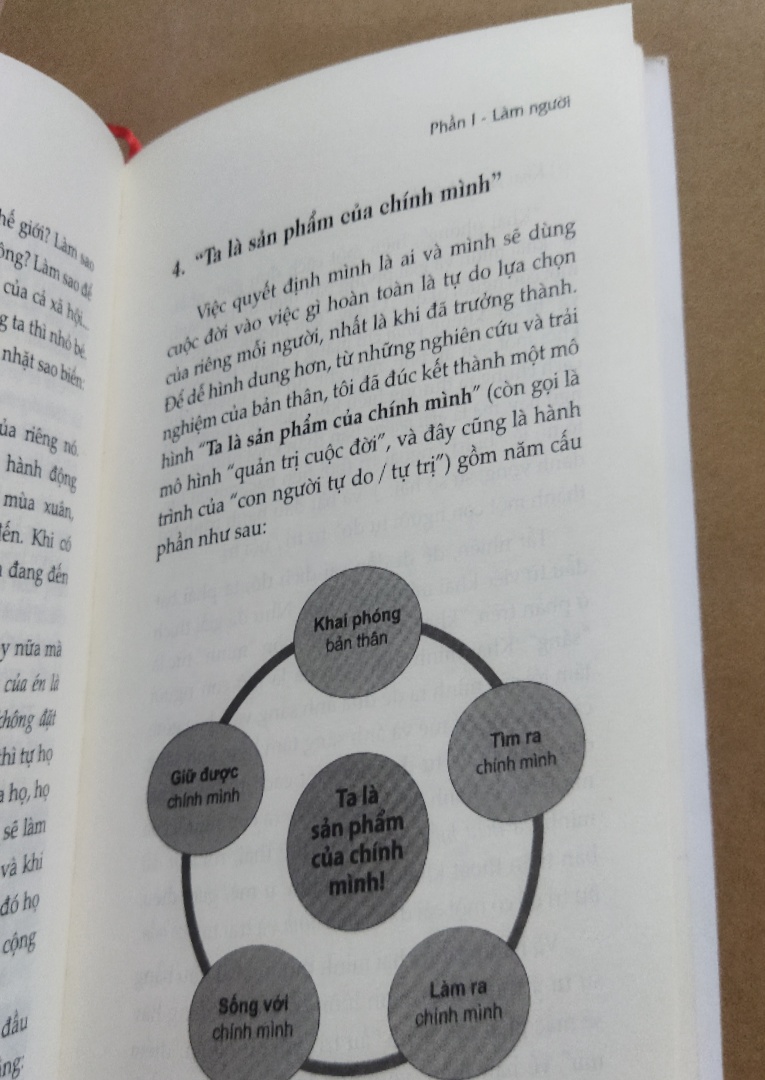 hế giới? Làm sao
ông? Làm sao để
của cả xã hội...
g ta thì nhỏ bé.
nhặt sao biển:
ủa riêng nó.
hành động
mùa xuân,
đến. Khi có
đang đến
y nữa mà
của én là
không đặt
thì tự họ
họ, họ
sẽ làm
và khi
đó họ
cộng
đầu
Phần I - Làm người
4. “Ta là sản phẩm của chính mình”
Việc quyết định mình là ai và mình sẽ dùng
cuộc đời vào việc gì hoàn toàn là tự do lựa chọn
của riêng mỗi người, nhất là khi đã trưởng thành.
Để dễ hình dung hơn, từ những nghiên cứu và trải
nghiệm của bản thân, tôi đã đúc kết thành một mô
hình “Ta là sản phẩm của chính mình” (còn gọi là
mô hình “quản trị cuộc đời”, và đây cũng là hành
trình của “con người tự do / tự trị”) gồm năm cấu
phần như sau:
Khai phóng
bản thân
Tìm ra
chính mình
Giữ được
chính mình
Ta là
sản phẩm
của chính
mình!
Làm ra
chính mình
Sống với
chính mình